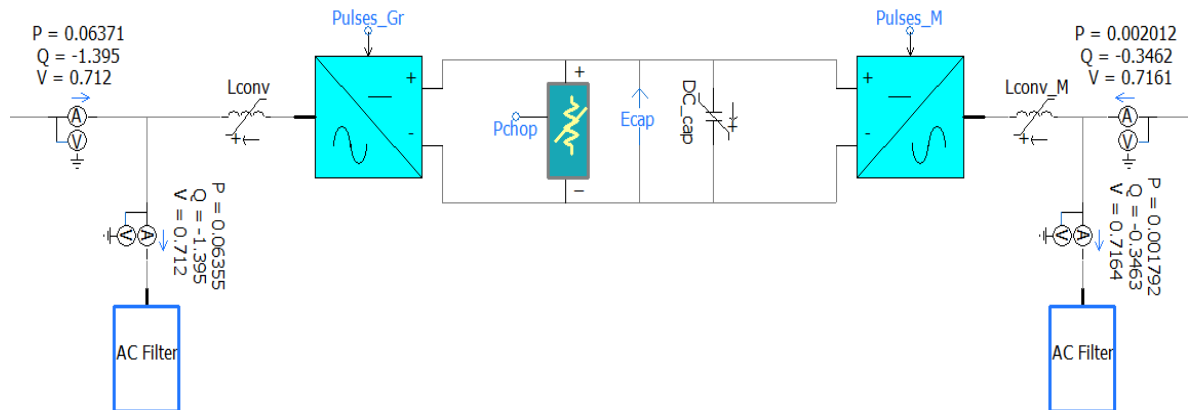 Pulses_Gr
Pulses_M
P = 0.06371
Q = -1.395
V = 0.712
P = 0.002012
Q = -0.3462
V = 0.7161
Lconv
Lconv_M
+
-
+
-
+
−
A
V
Pchop
Ecap
DC_cap
A
V
+
+
P = 0.06355
Q = -1.395
V = 0.712
V
A
P = 0.001792
Q = -0.3463
V = 0.7164
V
A
AC Filter
AC Filter